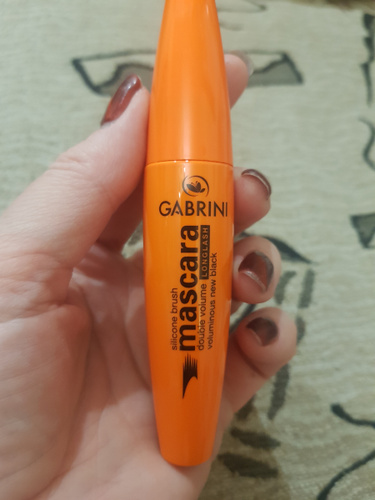 GABRINI
silicone brush
mascara
double volume LONGLASH
voluminous new black